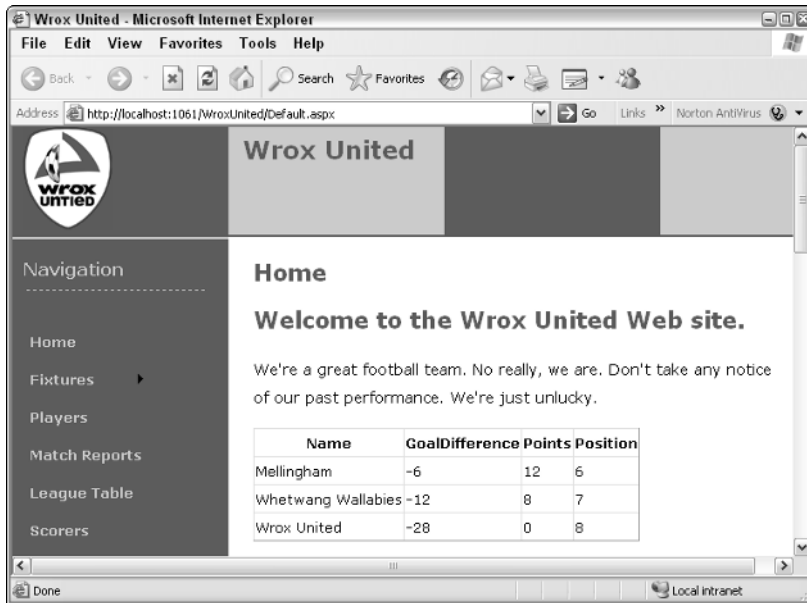 Wrox United - Microsoft Internet Explorer
File Edit View Favorites Tools Help
Back Search Favorites
Address http://localhost:1061/WroxUnited/Default.aspx Go Links » Norton AntiVirus
wrox
UNTIED
Wrox United
Navigation
Home
Fixtures
Players
Match Reports
League Table
Scorers
Home
Welcome to the Wrox United Web site.
We're a great football team. No really, we are. Don't take any notice
of our past performance. We're just unlucky.
Name GoalDifference Points Position
Mellingham -6 12 6
Whetwang Wallabies -12 8 7
Wrox United -28 0 8
Done Local intranet